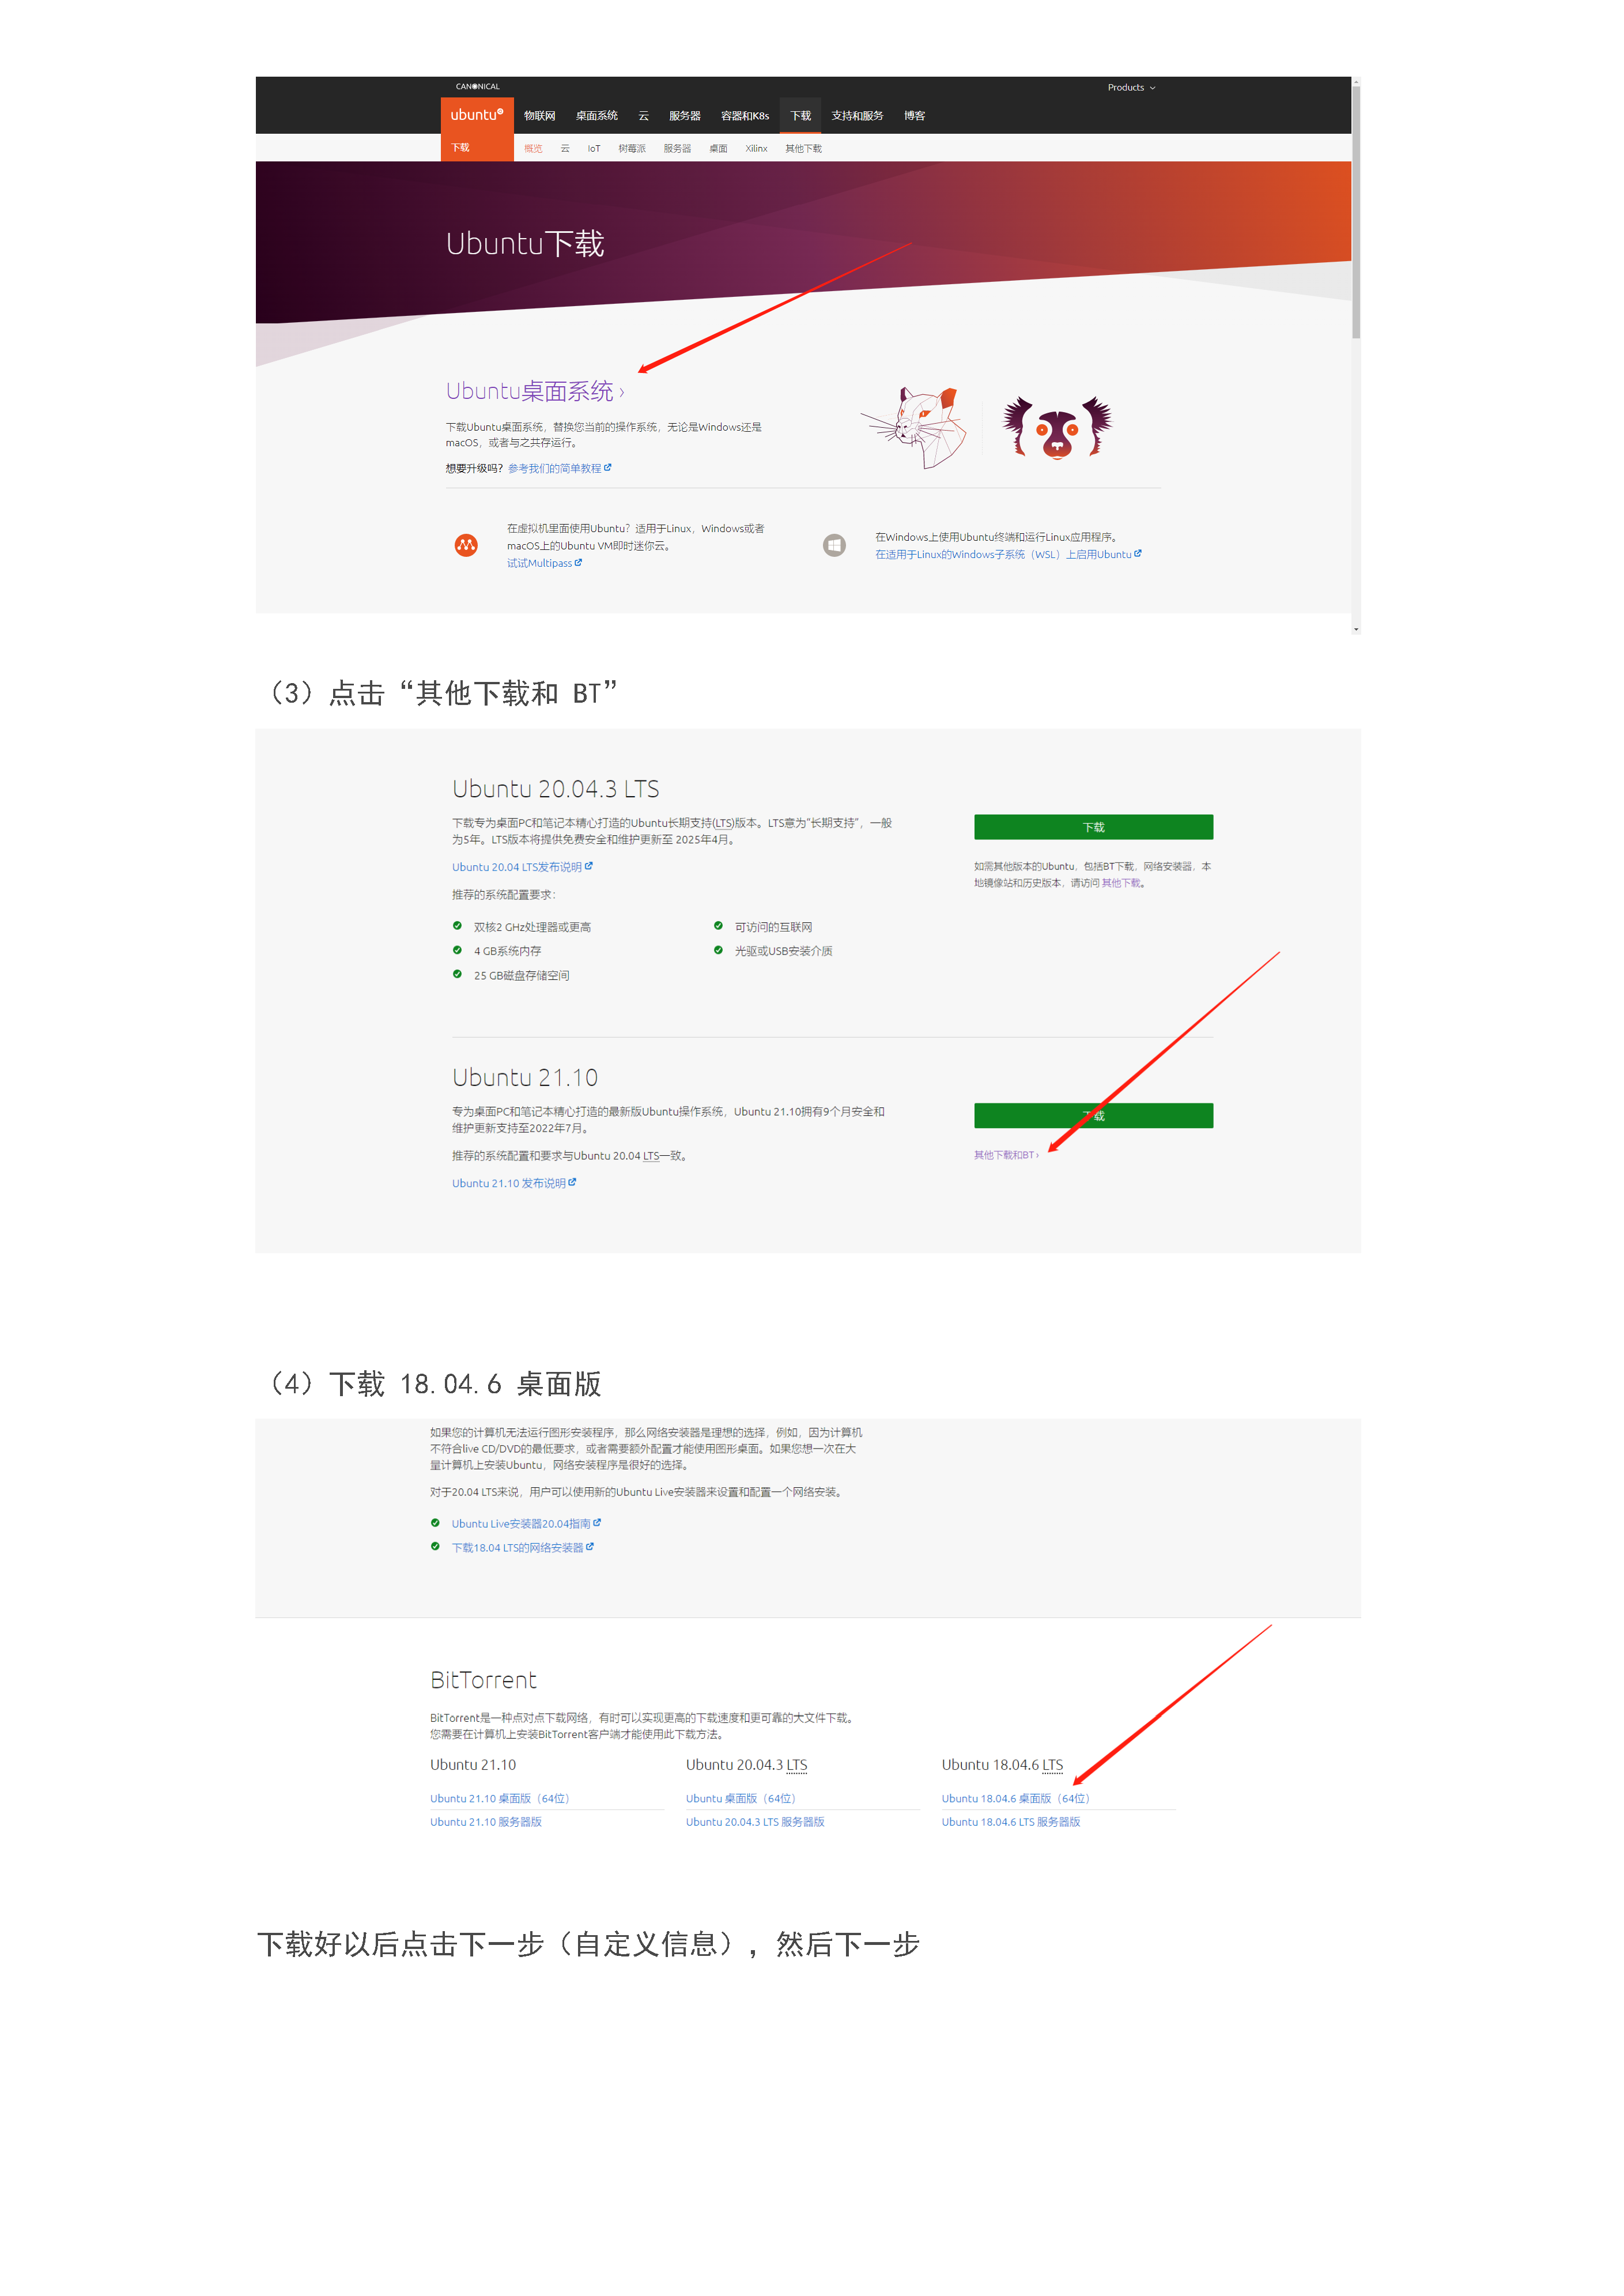 CANONICAL
Products
ubuntu 物联网 桌面系统 云 服务器 容器和K8s 下载 支持和服务 博客
下载 概览 云 IoT 树莓派 服务器 桌面 Xilinx 其他下载
Ubuntu下载
Ubuntu桌面系统 ›
下载Ubuntu桌面系统，替换您当前的操作系统，无论是Windows还是
macOS，或者与之共存运行。
想要升级吗？参考我们的简单教程
在虚拟机里面使用Ubuntu？适用于Linux，Windows或者
macOS上的Ubuntu VM即时迷你云。
试试Multipass
在Windows上使用Ubuntu终端和运行Linux应用程序。
在适用于Linux的Windows子系统（WSL）上启用Ubuntu
（3）点击“其他下载和 BT”
Ubuntu 20.04.3 LTS
下载专为桌面PC和笔记本精心打造的Ubuntu长期支持(LTS)版本。LTS意为“长期支持”，一般
为5年。LTS版本将提供免费安全和维护更新至 2025年4月。
Ubuntu 20.04 LTS发布说明
推荐的系统配置要求：
双核2 GHz处理器或更高
4 GB系统内存
25 GB磁盘存储空间
可访问的互联网
光驱或USB安装介质
下载
如需其他版本的Ubuntu，包括BT下载，网络安装器，本
地镜像站和历史版本，请访问 其他下载。
Ubuntu 21.10
专为桌面PC和笔记本精心打造的最新版Ubuntu操作系统，Ubuntu 21.10拥有9个月安全和
维护更新支持至2022年7月。
推荐的系统配置和要求与Ubuntu 20.04 LTS一致。
Ubuntu 21.10 发布说明
下载
其他下载和BT ›
（4）下载 18.04.6 桌面版
如果您的计算机无法运行图形安装程序，那么网络安装器是理想的选择，例如，因为计算机
不符合live CD/DVD的最低要求，或者需要额外配置才能使用图形桌面。如果您想一次在大
量计算机上安装Ubuntu，网络安装程序是很好的选择。
对于20.04 LTS来说，用户可以使用新的Ubuntu Live安装器来设置和配置一个网络安装。
Ubuntu Live安装器20.04指南
下载18.04 LTS的网络安装器
BitTorrent
BitTorrent是一种点对点下载网络，有时可以实现更高的下载速度和更可靠的大文件下载。
您需要在计算机上安装BitTorrent客户端才能使用此下载方法。
Ubuntu 21.10
Ubuntu 21.10 桌面版（64位）
Ubuntu 21.10 服务器版
Ubuntu 20.04.3 LTS
Ubuntu 桌面版（64位）
Ubuntu 20.04.3 LTS 服务器版
Ubuntu 18.04.6 LTS
Ubuntu 18.04.6 桌面版（64位）
Ubuntu 18.04.6 LTS 服务器版
下载好以后点击下一步（自定义信息），然后下一步